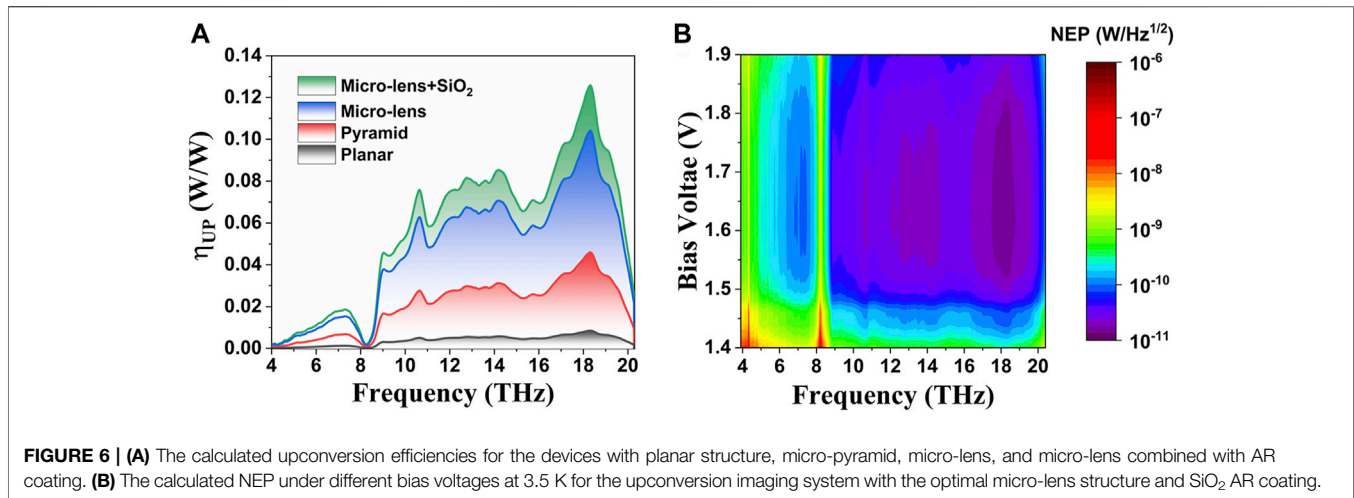 A
0.14
0.12
0.10
0.08
0.06
0.04
0.02
0.00
ηUP (W/W)
Micro-lens+SiO2
Micro-lens
Pyramid
Planar
4 6 8 10 12 14 16 18 20
Frequency (THz)
B
1.9
1.8
1.7
1.6
1.5
1.4
Bias Voltae (V)
4 6 8 10 12 14 16 18 20
Frequency (THz)
NEP (W/Hz^1/2)
10^-6
10^-7
10^-8
10^-9
10^-10
10^-11
FIGURE 6 | (A) The calculated upconversion efficiencies for the devices with planar structure, micro-pyramid, micro-lens, and micro-lens combined with AR
coating. (B) The calculated NEP under different bias voltages at 3.5 K for the upconversion imaging system with the optimal micro-lens structure and SiO2 AR coating.